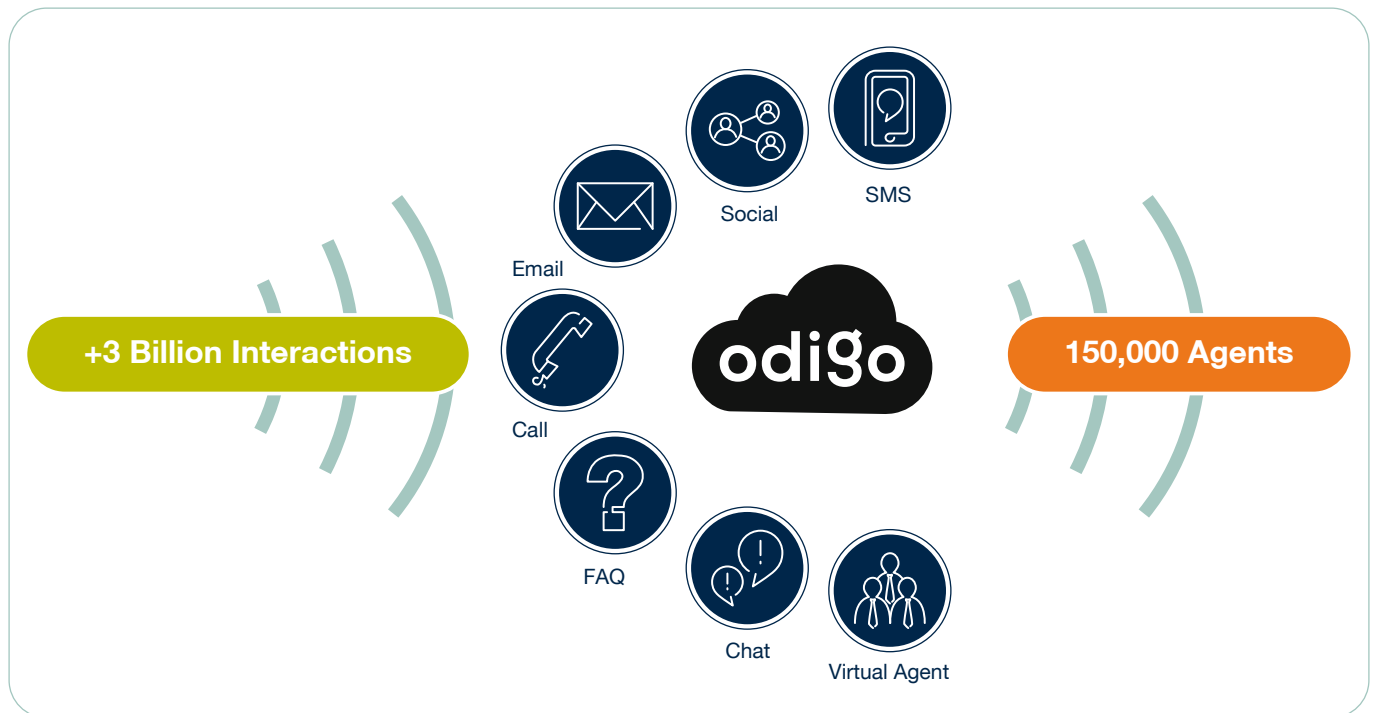 SMS
Social
Email
+3 Billion Interactions
odigo
150,000 Agents
Call
FAQ
Chat
Virtual Agent